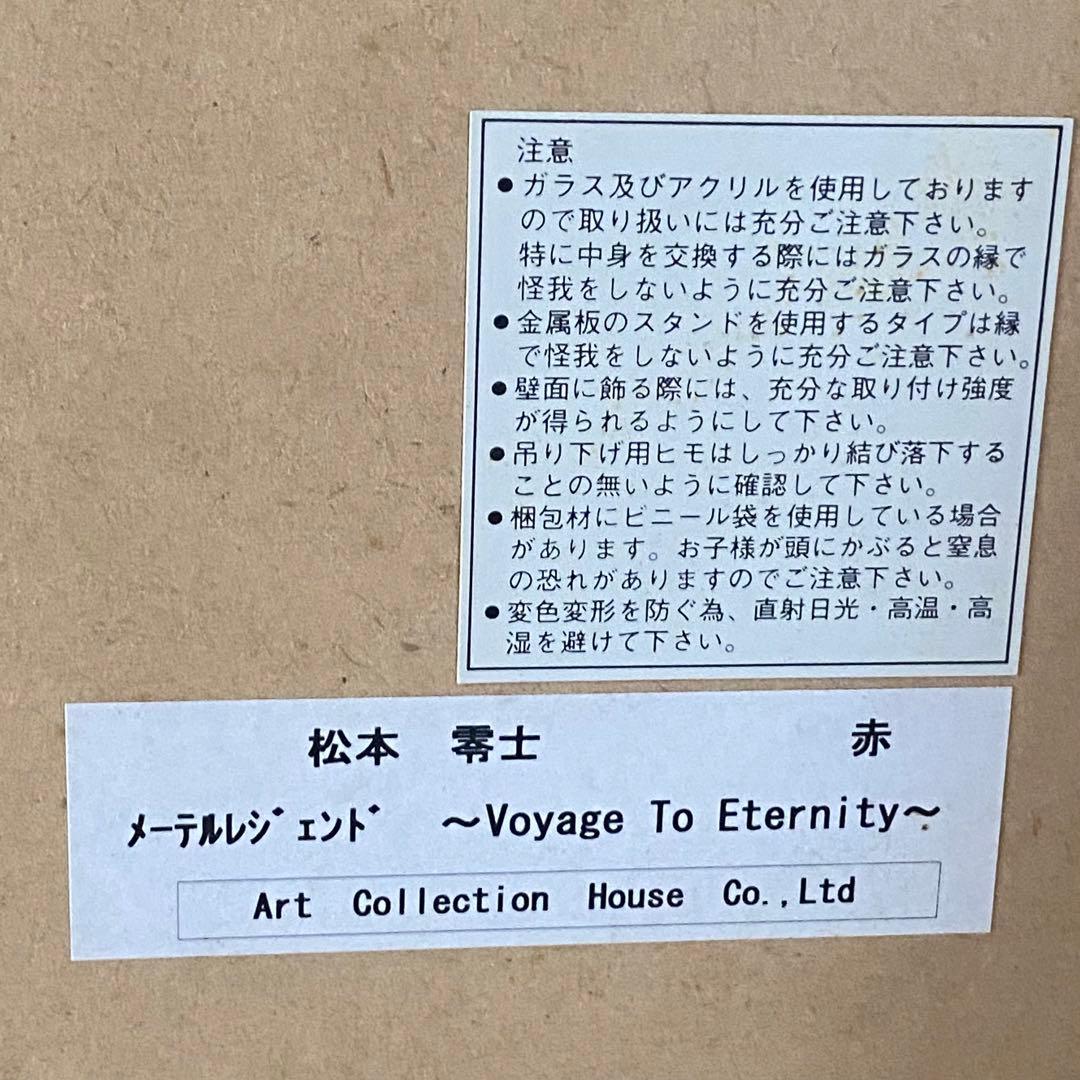 注意
●ガラス及びアクリルを使用しております
ので取り扱いには充分ご注意下さい。
特に中身を交換する際にはガラスの縁で
怪我をしないように充分ご注意下さい。
●金属板のスタンドを使用するタイプは縁
で怪我をしないように充分ご注意下さい。
●壁面に飾る際には、充分な取り付け強度
が得られるようにして下さい。
●吊り下げ用ヒモはしっかり結び落下する
ことの無いように確認して下さい。
●梱包材にビニール袋を使用している場合
があります。お子様が頭にかぶると窒息
の恐れがありますのでご注意下さい。
●変色変形を防ぐ為、直射日光・高温・高
湿を避けて下さい。
松本 零士 赤
ﾒｰﾃﾙﾚｼﾞｪﾝﾄﾞ ～Voyage To Eternity～
Art Collection House Co.,Ltd